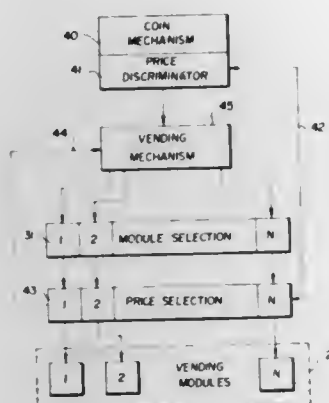 40
COIN
MECHANISM
41
PRICE
DISCRIMINATOR
45
42
44
VENDING
MECHANISM
31
1 2 MODULE SELECTION N
43
1 2 PRICE SELECTION N
2
1 2 VENDING
MODULES N